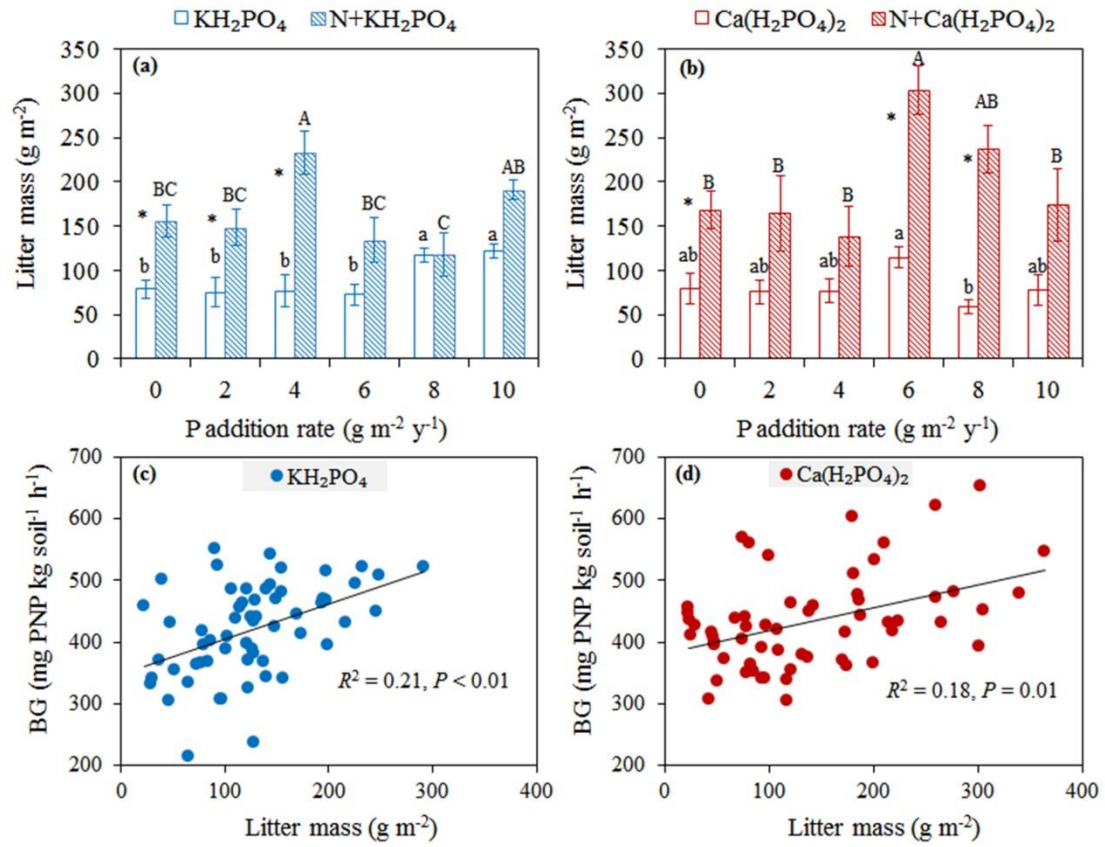 KH₂PO₄ N+KH₂PO₄
Ca(H₂PO₄)₂ N+Ca(H₂PO₄)₂
(a)
Litter mass (g m⁻²)
350
300
250
200
150
100
50
0
* b BC
* b BC
* b A
b BC
a C
a AB
0 2 4 6 8 10
P addition rate (g m⁻² y⁻¹)
(b)
Litter mass (g m⁻²)
350
300
250
200
150
100
50
0
* ab B
ab B
ab B
* a A
* b AB
ab B
0 2 4 6 8 10
P addition rate (g m⁻² y⁻¹)
(c)
KH₂PO₄
BG (mg PNP kg soil⁻¹ h⁻¹)
700
600
500
400
300
200
R² = 0.21, P < 0.01
0 100 200 300 400
Litter mass (g m⁻²)
(d)
Ca(H₂PO₄)₂
BG (mg PNP kg soil⁻¹ h⁻¹)
700
600
500
400
300
200
R² = 0.18, P = 0.01
0 100 200 300 400
Litter mass (g m⁻²)